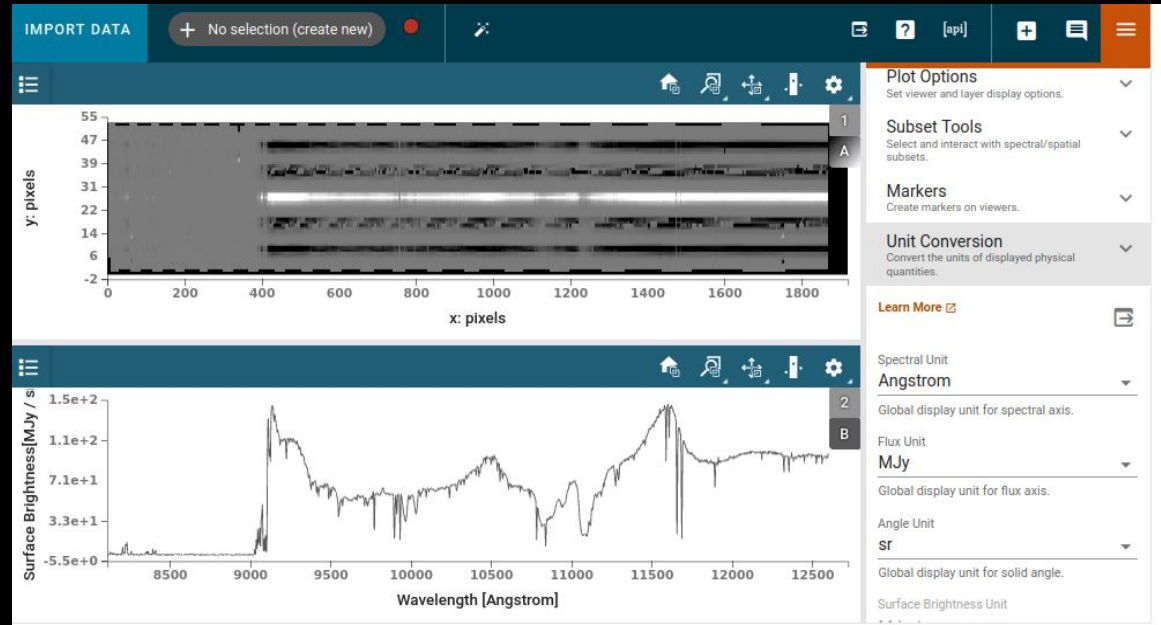 IMPORT DATA
No selection (create new)
?
[api]
Plot Options
Set viewer and layer display options.
Subset Tools
Select and interact with spectral/spatial
subsets.
Markers
Create markers on viewers.
Unit Conversion
Convert the units of displayed physical
quantities.
Learn More
Spectral Unit
Angstrom
Global display unit for spectral axis.
Flux Unit
MJy
Global display unit for flux axis.
Angle Unit
sr
Global display unit for solid angle.
Surface Brightness Unit
1
A
y: pixels
55
47
39
31
22
14
6
-2
0 200 400 600 800 1000 1200 1400 1600 1800
x: pixels
2
B
Surface Brightness[MJy / s
1.5e+2
1.1e+2
7.1e+1
3.3e+1
-5.5e+0
8500 9000 9500 10000 10500 11000 11500 12000 12500
Wavelength [Angstrom]